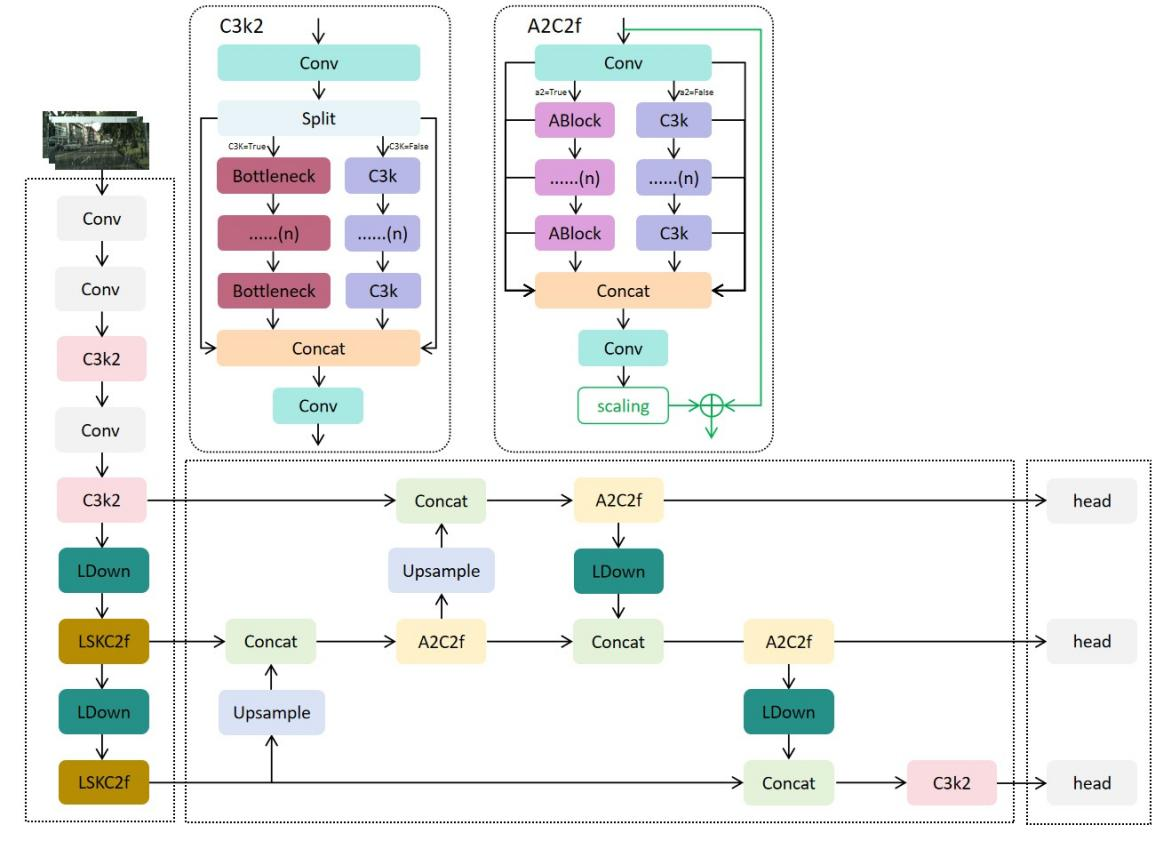 C3k2
Conv
Split
C3K=True
C3K=False
Bottleneck
C3k
......(n)
......(n)
Bottleneck
C3k
Concat
Conv
A2C2f
Conv
a2=True
a2=False
ABlock
C3k
......(n)
......(n)
ABlock
C3k
Concat
Conv
scaling
Conv
Conv
C3k2
Conv
C3k2
Concat
A2C2f
head
LDown
Upsample
LDown
LSKC2f
Concat
A2C2f
Concat
A2C2f
head
LDown
Upsample
LDown
LSKC2f
Concat
C3k2
head